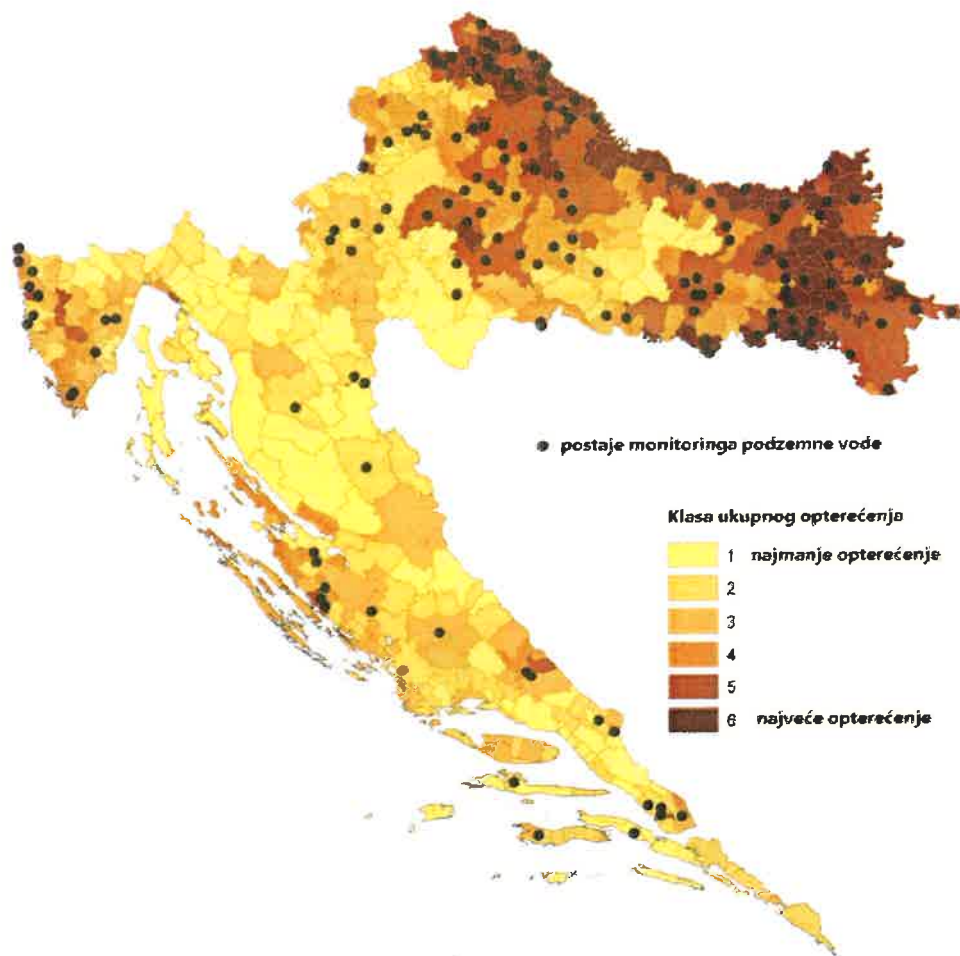 postaje monitoringa podzemne vode
Klasa ukupnog opterećenja
1 najmanje opterećenje
2
3
4
5
6 najveće opterećenje